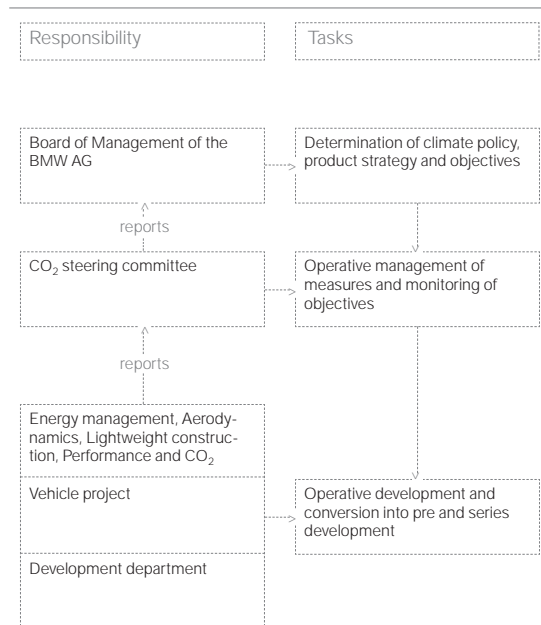 Responsibility
Tasks
Board of Management of the
BMW AG
Determination of climate policy,
product strategy and objectives
reports
CO₂ steering committee
Operative management of
measures and monitoring of
objectives
reports
Energy management, Aerody-
namics, Lightweight construc-
tion, Performance and CO₂
Vehicle project
Operative development and
conversion into pre and series
development
Development department